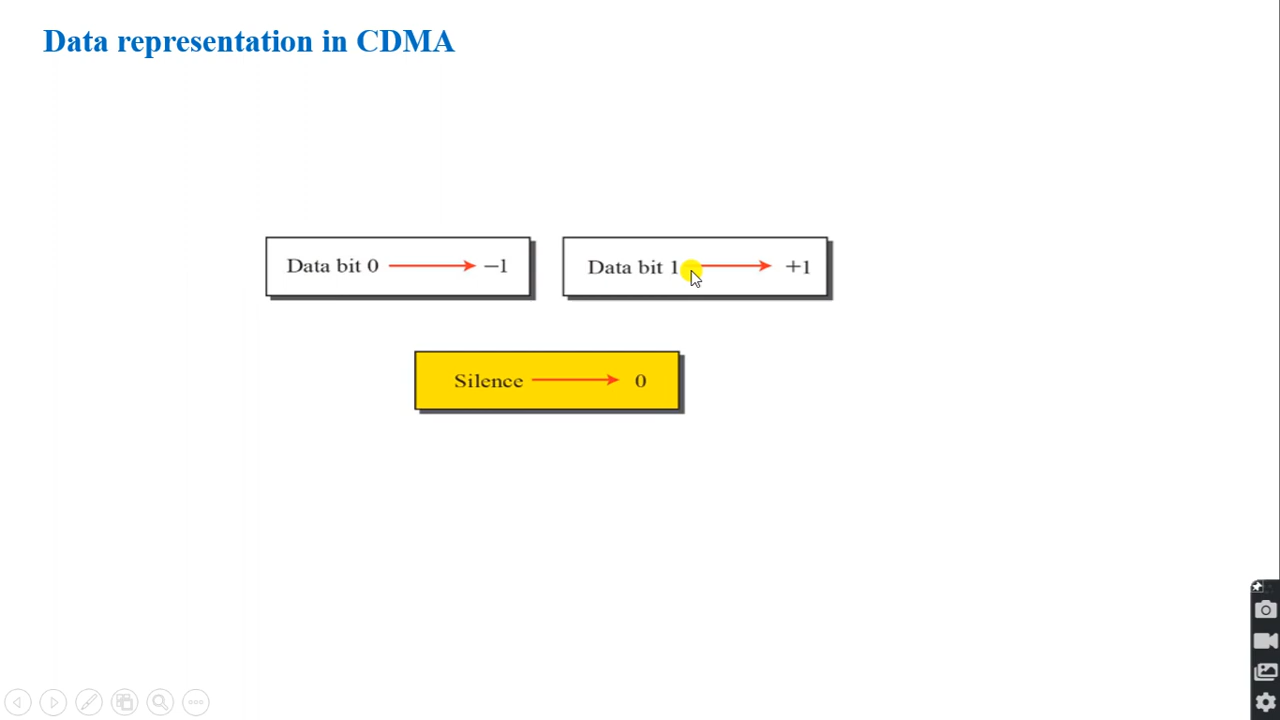 Data representation in CDMA
Data bit 0 −1
Data bit 1 +1
Silence 0